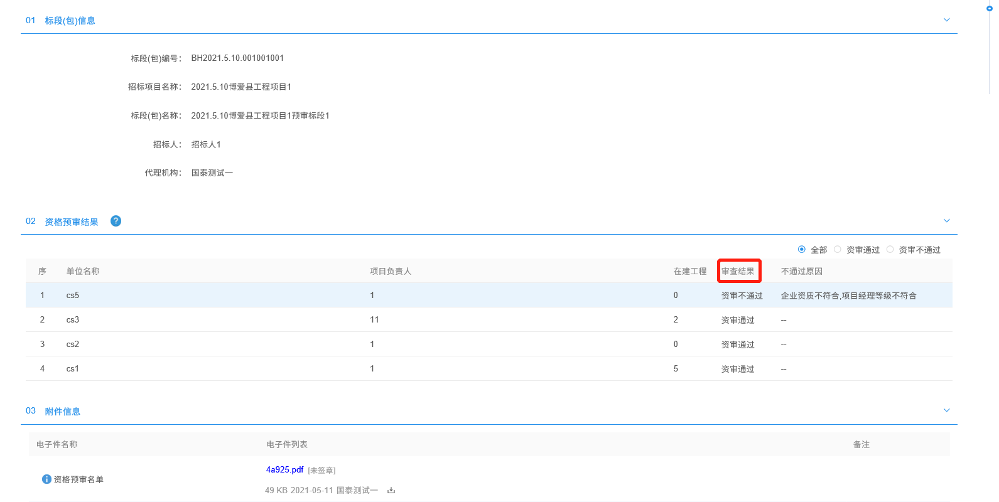 01 标段(包)信息
标段(包)编号： BH2021.5.10.001001001
招标项目名称： 2021.5.10博爱县工程项目1
标段(包)名称： 2021.5.10博爱县工程项目1预审标段1
招标人： 招标人1
代理机构： 国泰测试一
02 资格预审结果 ?
全部 资审通过 资审不通过
序 单位名称 项目负责人 在建工程 审查结果 不通过原因
1 cs5 1 0 资审不通过 企业资质不符合,项目经理等级不符合
2 cs3 11 2 资审通过 --
3 cs2 1 0 资审通过 --
4 cs1 1 5 资审通过 --
03 附件信息
电子件名称 电子件列表 备注
资格预审名单
4a925.pdf [未签章]
49 KB 2021-05-11 国泰测试一